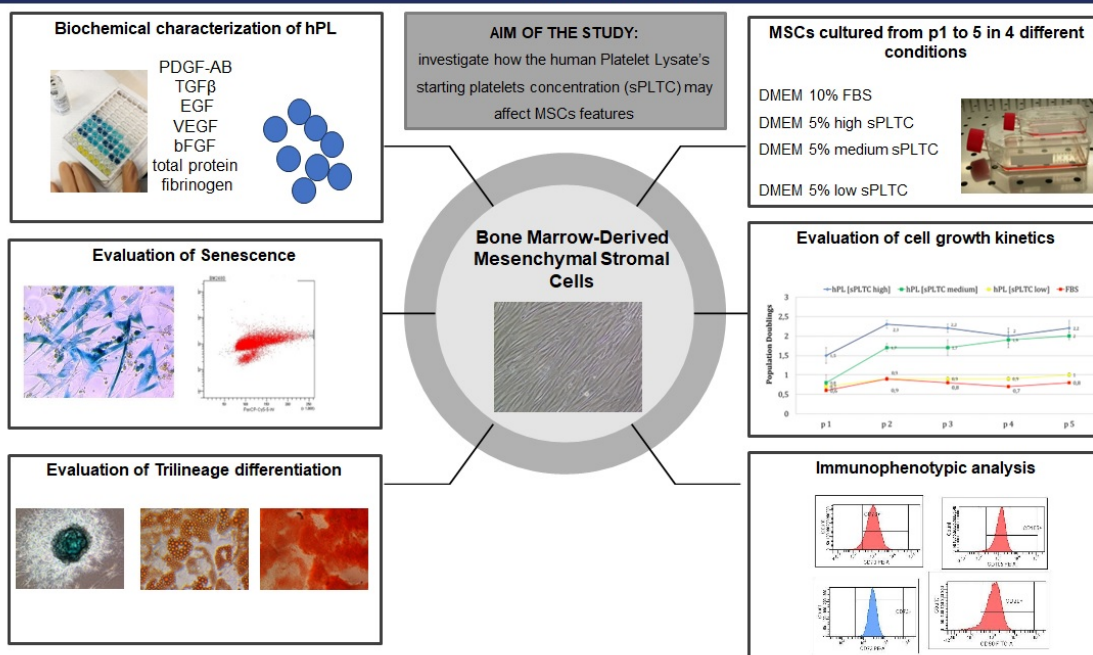 Biochemical characterization of hPL
PDGF-AB
TGFβ
EGF
VEGF
bFGF
total protein
fibrinogen
AIM OF THE STUDY:
investigate how the human Platelet Lysate's
starting platelets concentration (sPLTC) may
affect MSCs features
MSCs cultured from p1 to 5 in 4 different
conditions
DMEM 10% FBS
DMEM 5% high sPLTC
DMEM 5% medium sPLTC
DMEM 5% low sPLTC
Evaluation of Senescence
Bone Marrow-Derived
Mesenchymal Stromal
Cells
Evaluation of cell growth kinetics
hPL [sPLTC high] hPL [sPLTC medium] hPL [sPLTC low] FBS
Population Doublings
2,5
2
1,5
1
0,5
0
p 1 p 2 p 3 p 4 p 5
Evaluation of Trilineage differentiation
Immunophenotypic analysis